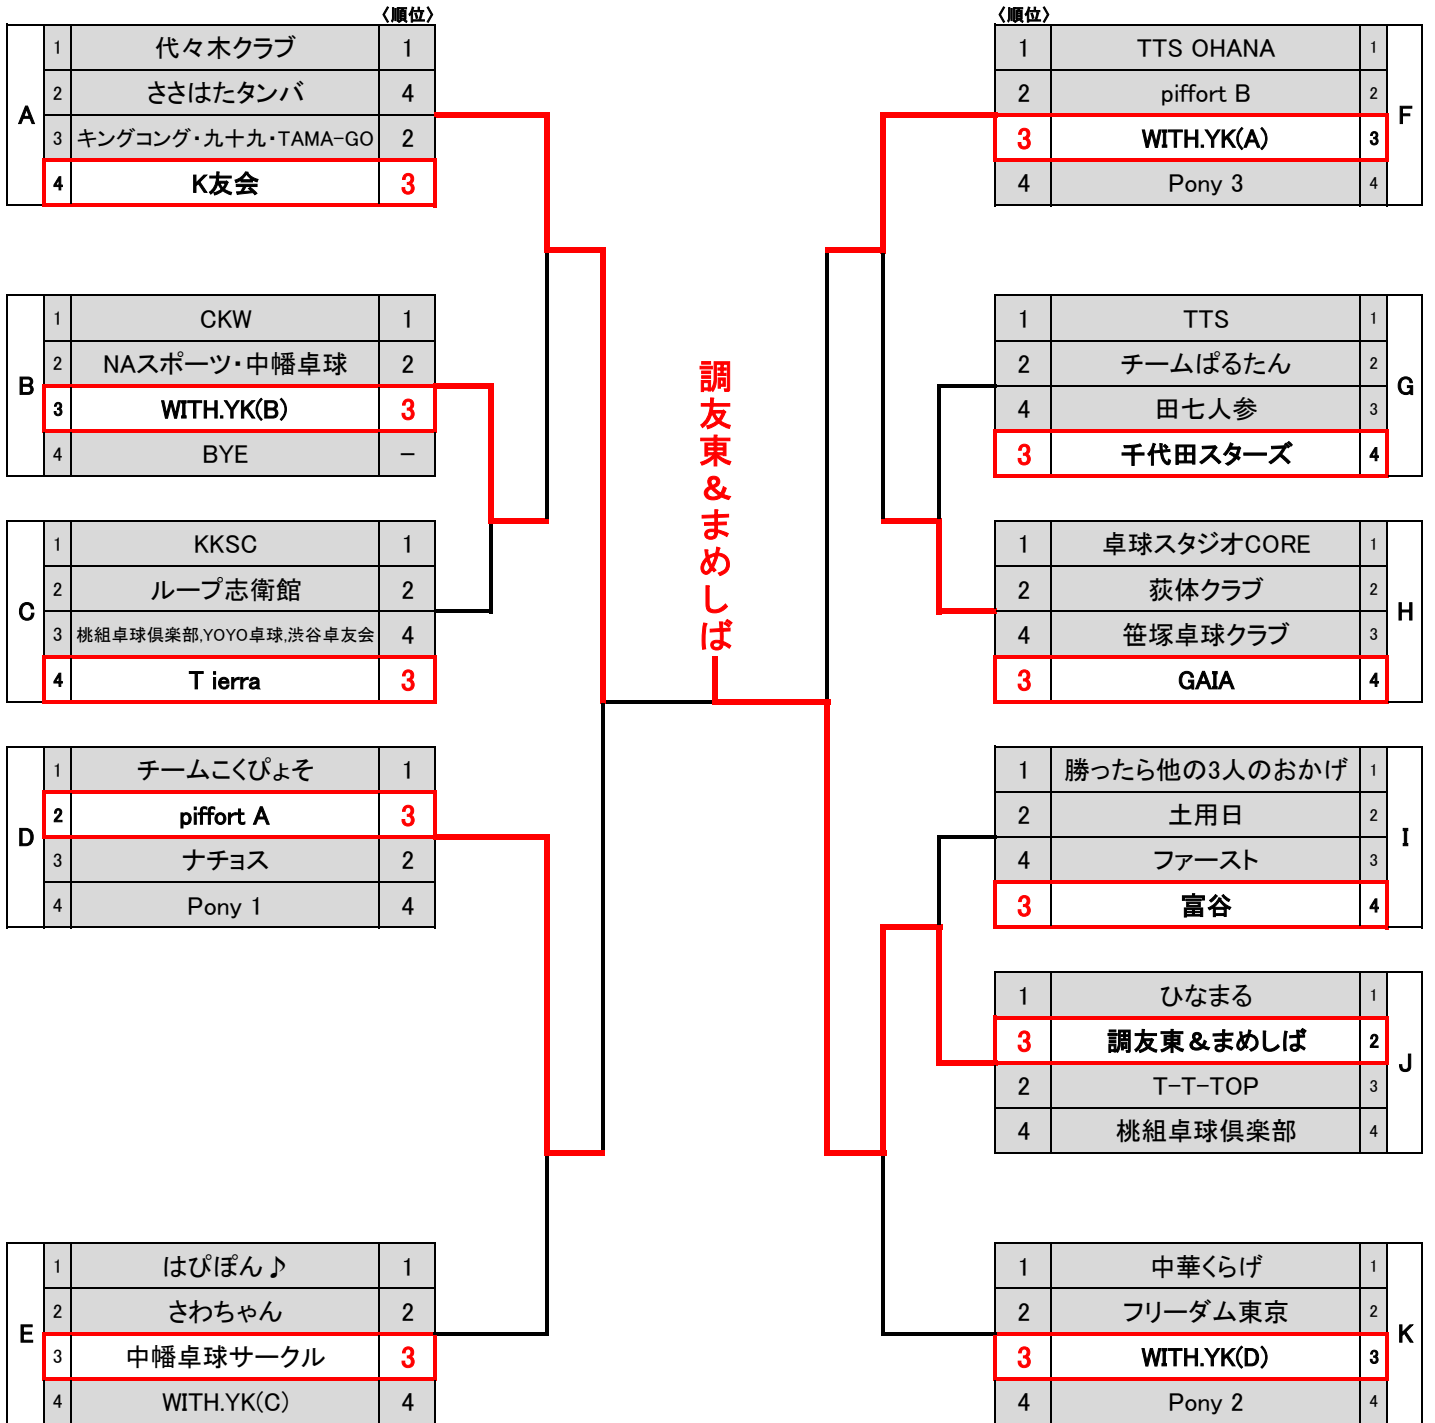 〈順位〉
A
1 代々木クラブ 1
2 ささはたタンバ 4
3 キングコング・九十九・TAMA-GO 2
4 K友会 3
B
1 CKW 1
2 NAスポーツ・中幡卓球 2
3 WITH.YK(B) 3
4 BYE －
C
1 KKSC 1
2 ループ志衛館 2
3 桃組卓球倶楽部,YOYO卓球,渋谷卓友会 4
4 T ierra 3
D
1 チームこくぴょそ 1
2 piffort A 3
3 ナチョス 2
4 Pony 1 4
E
1 はぴぽん♪ 1
2 さわちゃん 2
3 中幡卓球サークル 3
4 WITH.YK(C) 4
調友東&まめしば
〈順位〉
F
1 TTS OHANA 1
2 piffort B 2
3 WITH.YK(A) 3
4 Pony 3 4
G
1 TTS 1
2 チームぱるたん 2
4 田七人参 3
3 千代田スターズ 4
H
1 卓球スタジオCORE 1
2 荻体クラブ 2
4 笹塚卓球クラブ 3
3 GAIA 4
I
1 勝ったら他の3人のおかげ 1
2 土用日 2
4 ファースト 3
3 富谷 4
J
1 ひなまる 1
3 調友東&まめしば 2
2 T-T-TOP 3
4 桃組卓球倶楽部 4
K
1 中華くらげ 1
2 フリーダム東京 2
3 WITH.YK(D) 3
4 Pony 2 4